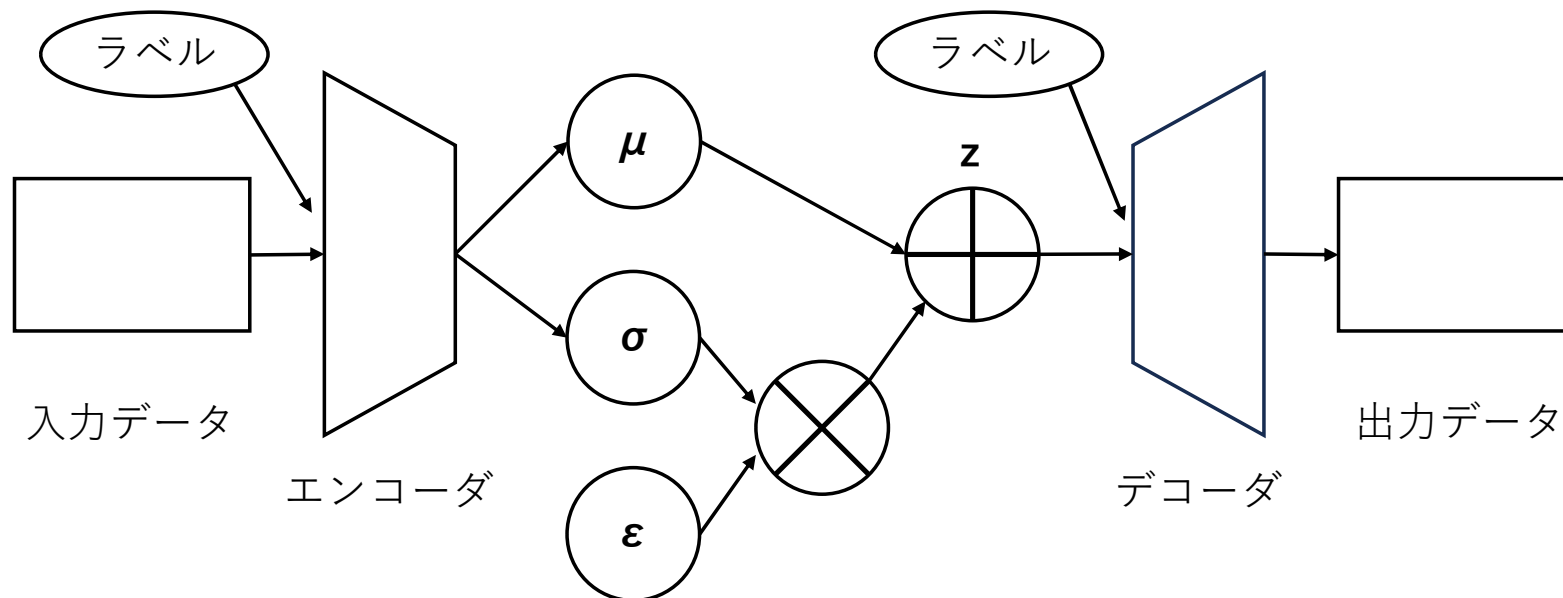 ラベル
ラベル
μ
z
σ
入力データ
出力データ
エンコーダ
デコーダ
ε